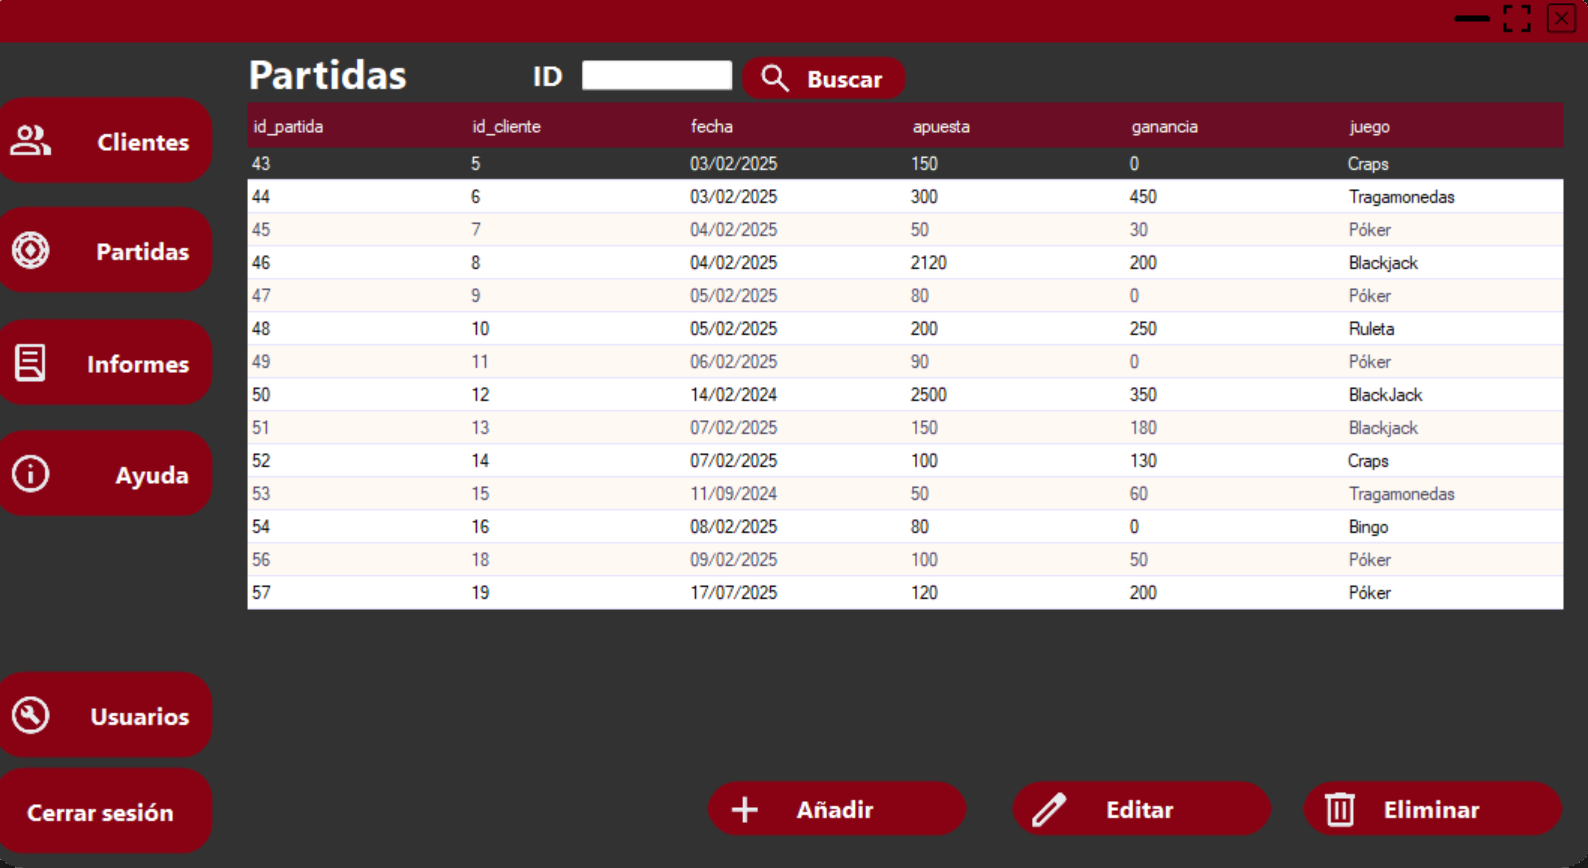 Partidas ID Buscar
Clientes
Partidas
Informes
Ayuda
Usuarios
Cerrar sesión
id_partida id_cliente fecha apuesta ganancia juego
43 5 03/02/2025 150 0 Craps
44 6 03/02/2025 300 450 Tragamonedas
45 7 04/02/2025 50 30 Póker
46 8 04/02/2025 2120 200 Blackjack
47 9 05/02/2025 80 0 Póker
48 10 05/02/2025 200 250 Ruleta
49 11 06/02/2025 90 0 Póker
50 12 14/02/2024 2500 350 BlackJack
51 13 07/02/2025 150 180 Blackjack
52 14 07/02/2025 100 130 Craps
53 15 11/09/2024 50 60 Tragamonedas
54 16 08/02/2025 80 0 Bingo
56 18 09/02/2025 100 50 Póker
57 19 17/07/2025 120 200 Póker
Añadir Editar Eliminar